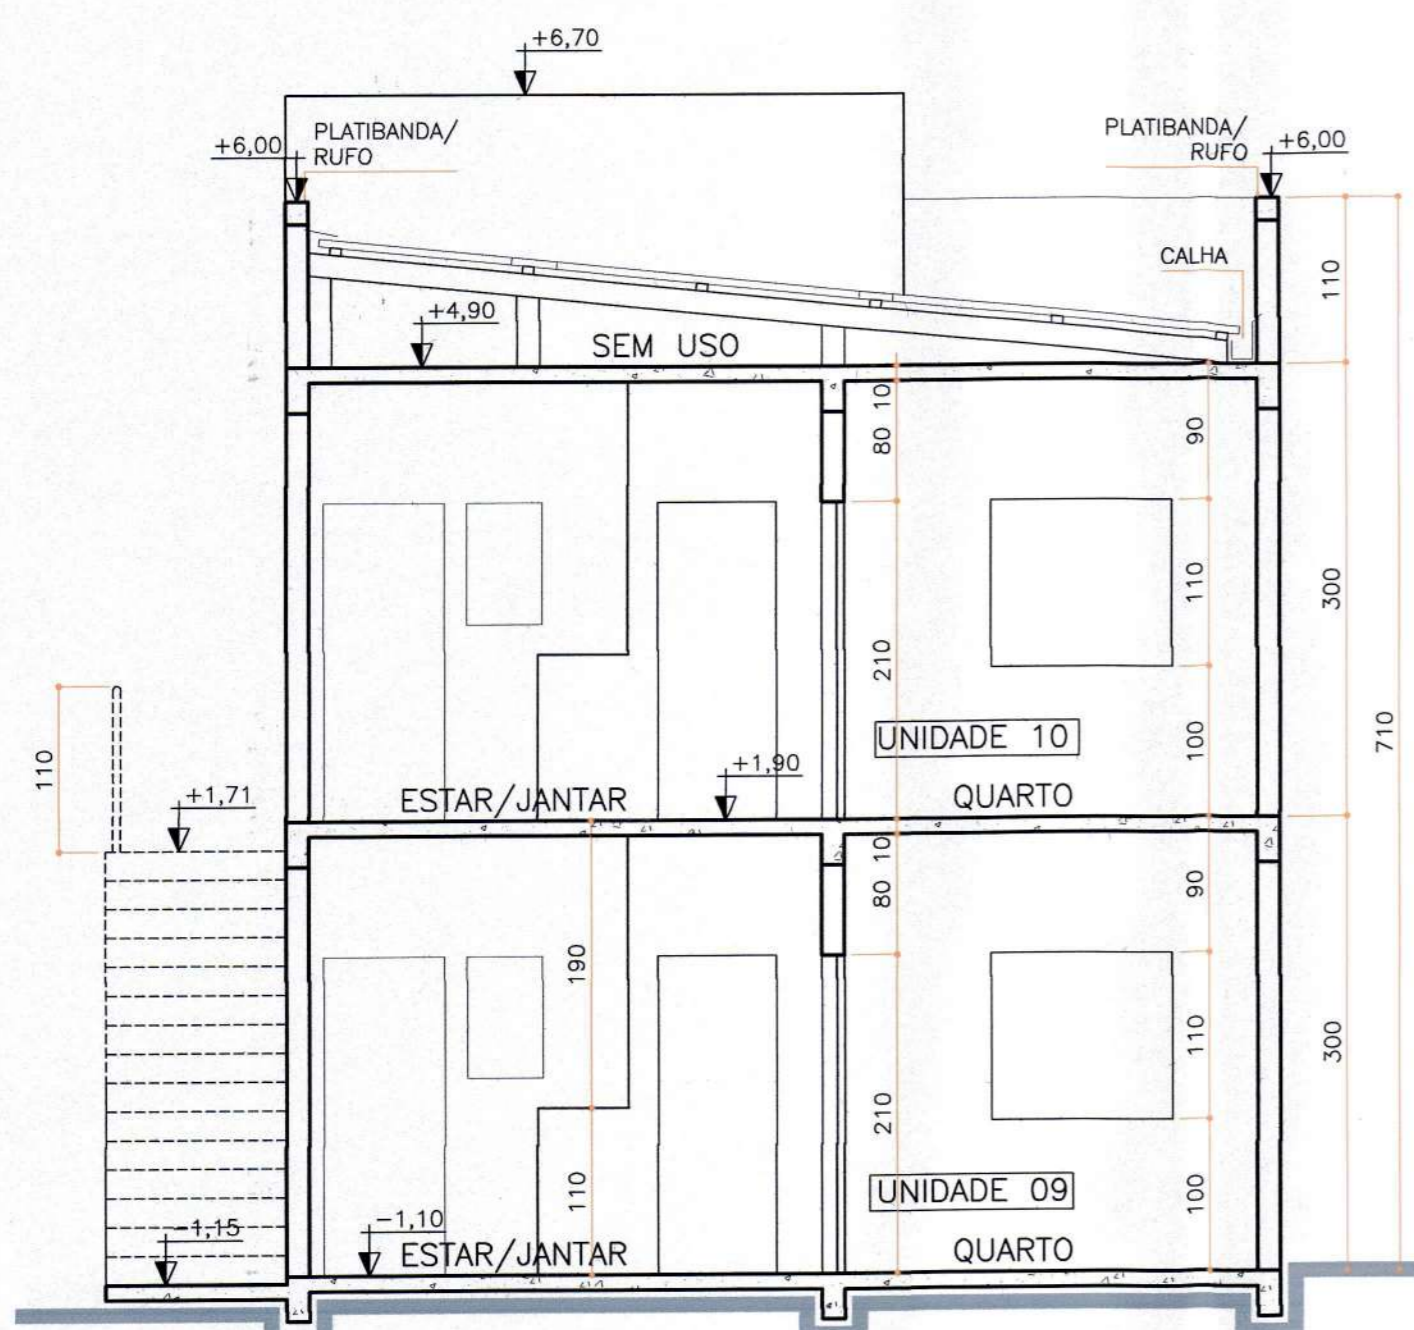 +6,70
PLATIBANDA/
RUFO
+6,00
PLATIBANDA/
RUFO
+6,00
CALHA
110
+4,90
SEM USO
10
80
90
110
300
210
710
UNIDADE 10
100
110
+1,71
+1,90
ESTAR/JANTAR
QUARTO
10
80
90
190
110
300
210
110
100
UNIDADE 09
-1,15
-1,10
ESTAR/JANTAR
QUARTO